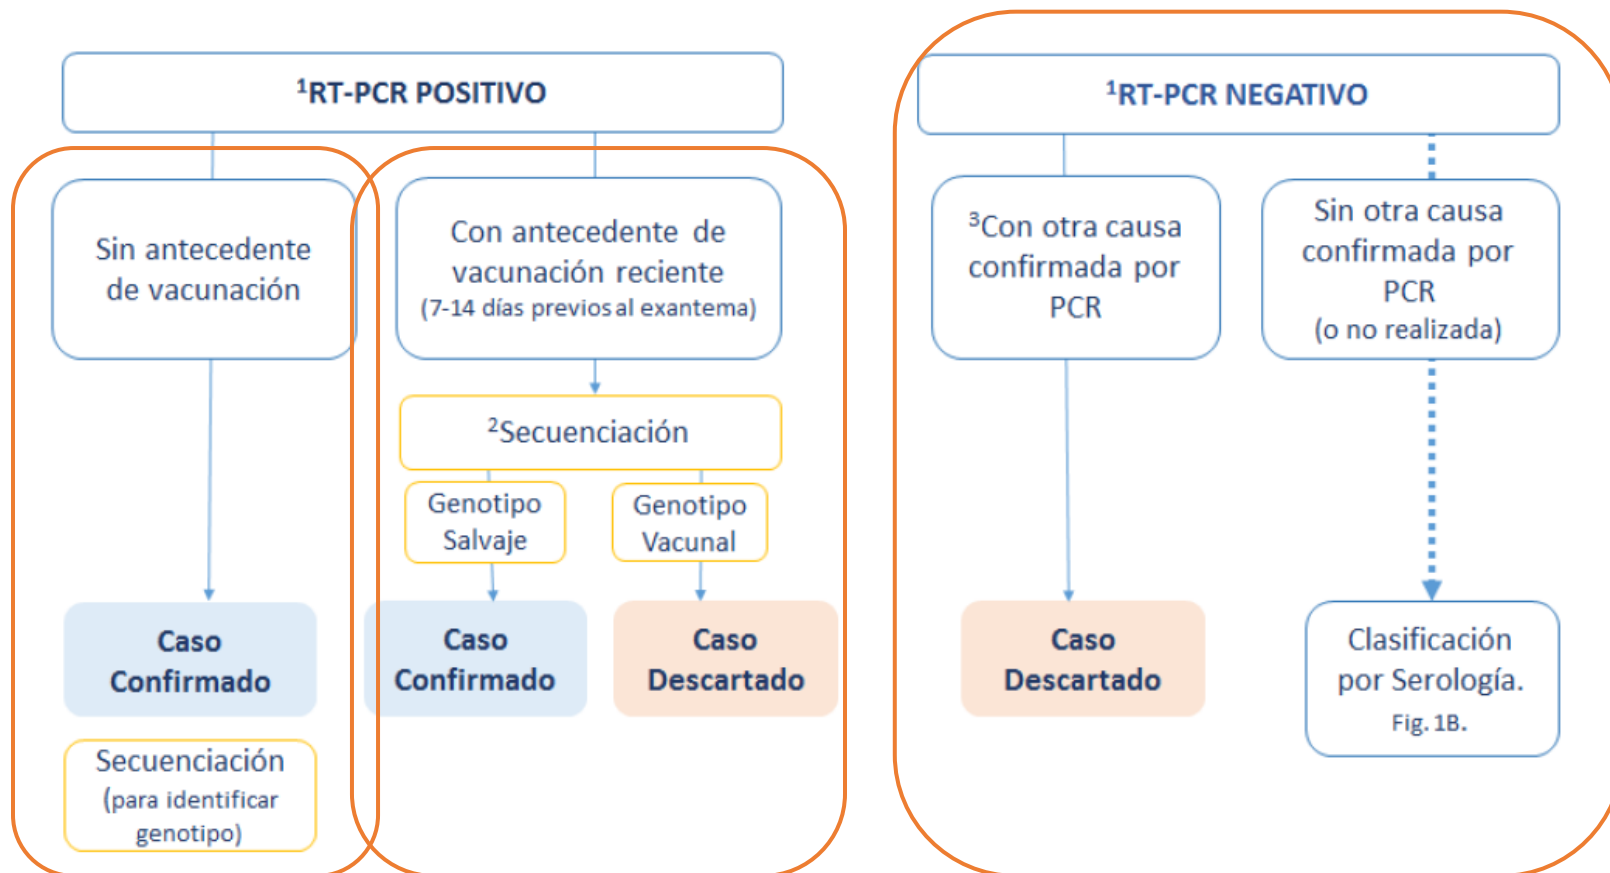 ¹RT-PCR POSITIVO
Sin antecedente
de vacunación
Con antecedente de
vacunación reciente
(7-14 días previos al exantema)
²Secuenciación
Genotipo
Salvaje
Genotipo
Vacunal
Caso
Confirmado
Caso
Confirmado
Caso
Descartado
Secuenciación
(para identificar
genotipo)
¹RT-PCR NEGATIVO
³Con otra causa
confirmada por
PCR
Sin otra causa
confirmada por
PCR
(o no realizada)
Caso
Descartado
Clasificación
por Serología.
Fig. 1B.